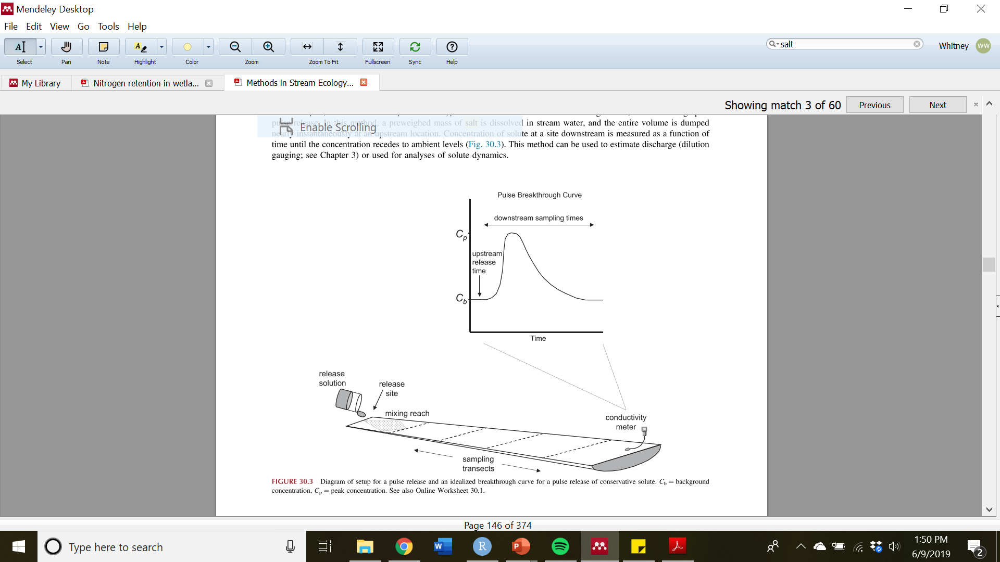 Mendeley Desktop
File Edit View Go Tools Help
Select Pan Note Highlight Color Zoom Zoom To Fit Fullscreen Sync Help
salt
Whitney WW
My Library
Nitrogen retention in wetla...
Methods in Stream Ecology...
Showing match 3 of 60 Previous Next
Enable Scrolling
pulse release. In this method, a preweighed mass of salt is dissolved in stream water, and the entire volume is dumped
nearly instantaneously at an upstream location. Concentration of solute at a site downstream is measured as a function of
time until the concentration recedes to ambient levels (Fig. 30.3). This method can be used to estimate discharge (dilution
gauging; see Chapter 3) or used for analyses of solute dynamics.
Pulse Breakthrough Curve
downstream sampling times
Cp
upstream
release
time
Cb
Time
release
solution
release
site
mixing reach
conductivity
meter
sampling
transects
FIGURE 30.3 Diagram of setup for a pulse release and an idealized breakthrough curve for a pulse release of conservative solute. Cb = background
concentration, Cp = peak concentration. See also Online Worksheet 30.1.
Page 146 of 374
Type here to search
1:50 PM
6/9/2019
2